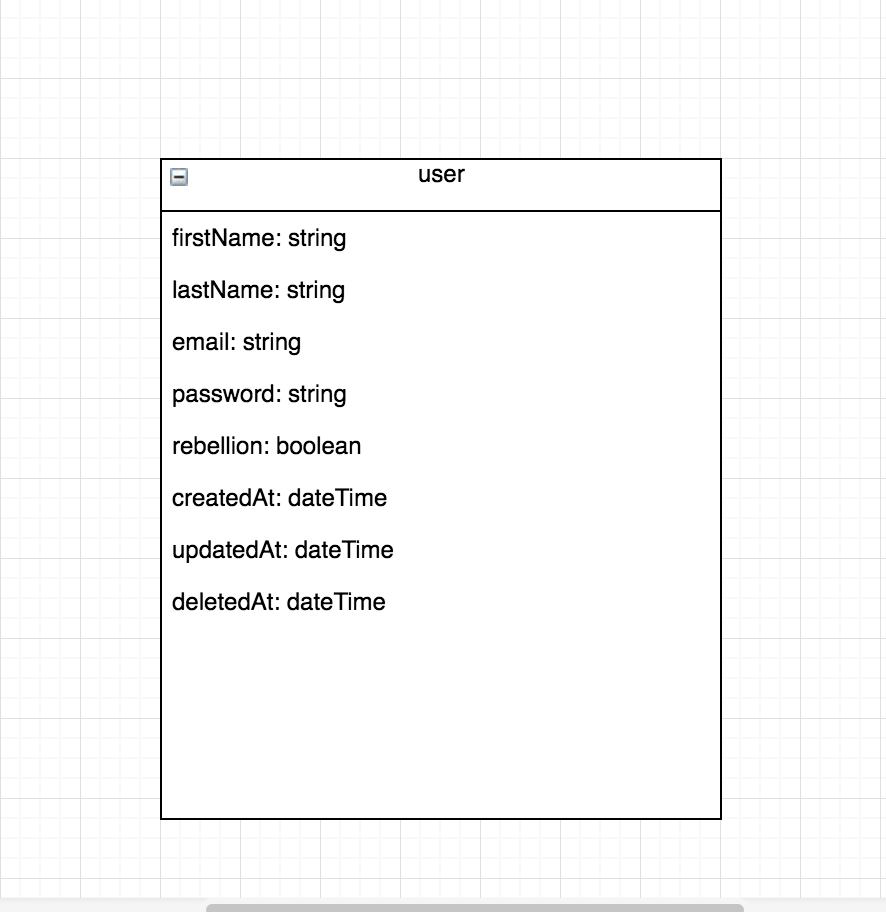 user
firstName: string
lastName: string
email: string
password: string
rebellion: boolean
createdAt: dateTime
updatedAt: dateTime
deletedAt: dateTime